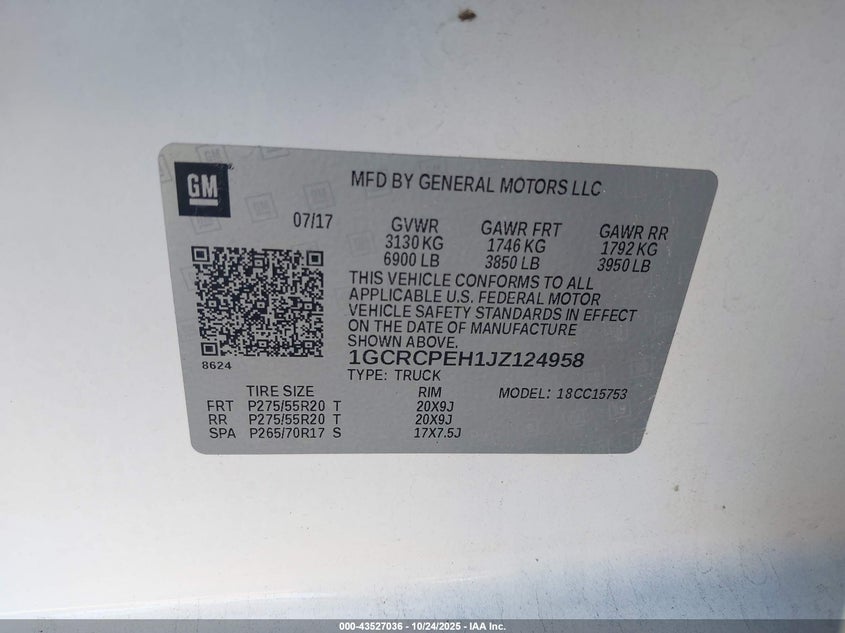 GM
MFD BY GENERAL MOTORS LLC
07/17
GVWR GAWR FRT GAWR RR
3130 KG 1746 KG 1792 KG
6900 LB 3850 LB 3950 LB
THIS VEHICLE CONFORMS TO ALL
APPLICABLE U.S. FEDERAL MOTOR
VEHICLE SAFETY STANDARDS IN EFFECT
ON THE DATE OF MANUFACTURE
SHOWN ABOVE.
8624
1GCRCPEH1JZ124958
TYPE: TRUCK
TIRE SIZE RIM MODEL: 18CC15753
FRT P275/55R20 T 20X9J
RR P275/55R20 T 20X9J
SPA P265/70R17 S 17X7.5J
000-43527036 - 10/24/2025 - IAA Inc.